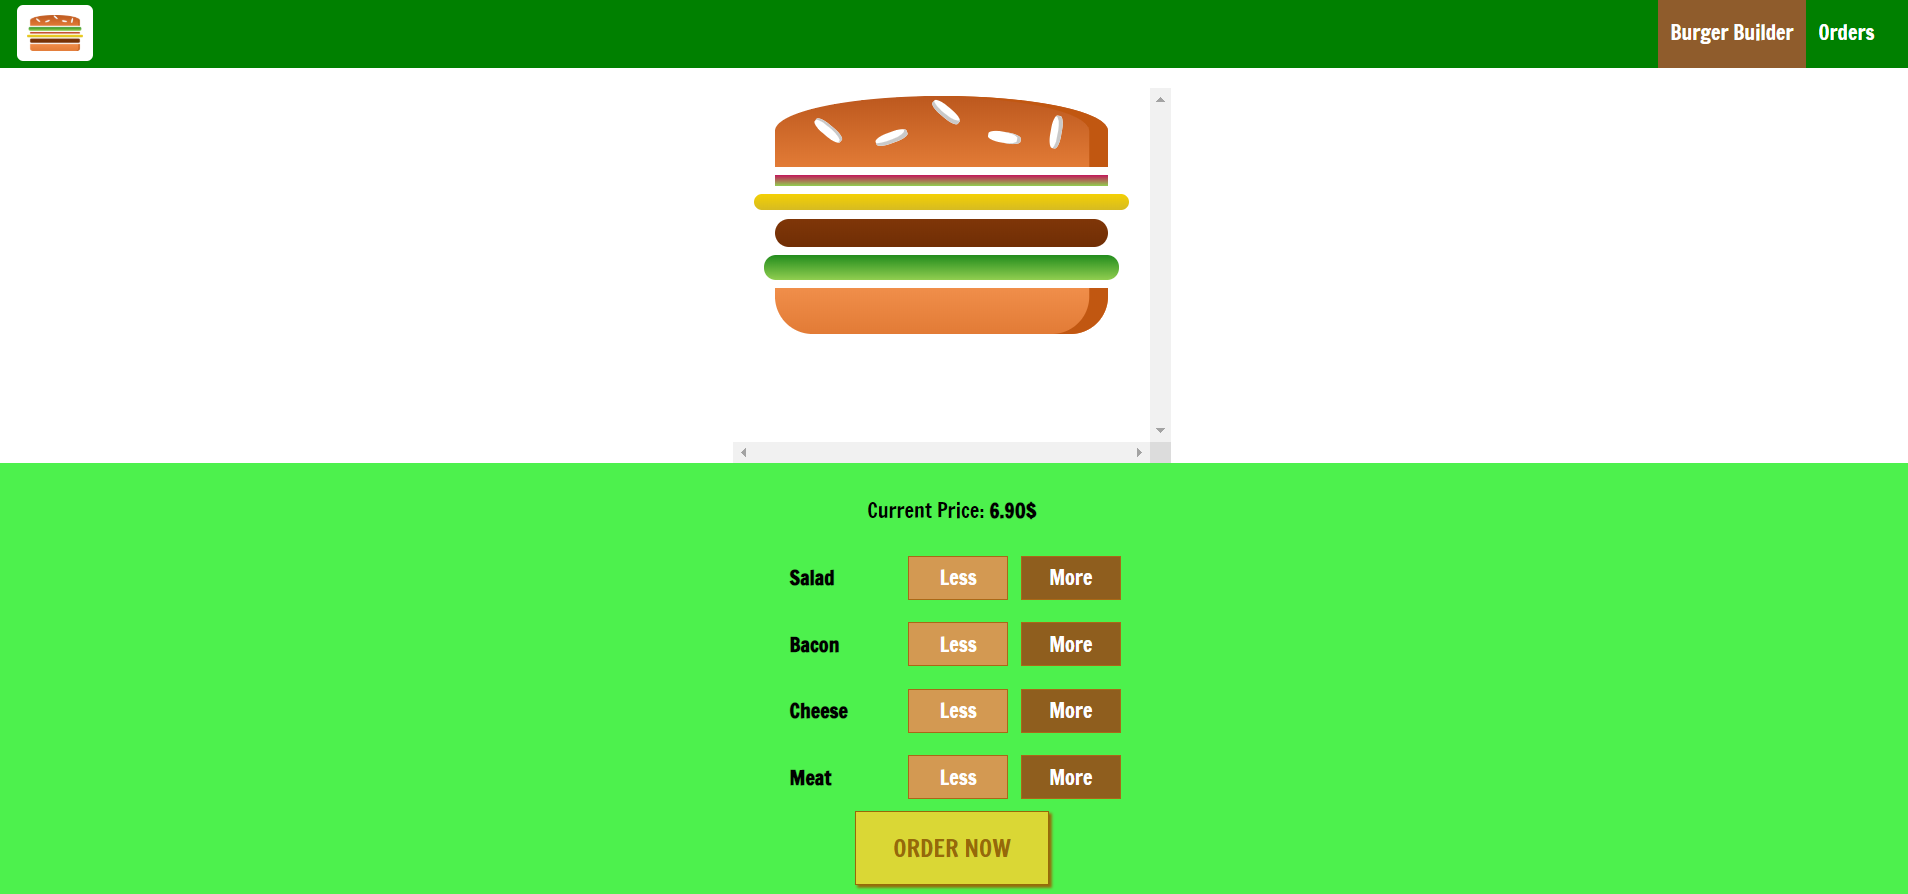 Burger Builder Orders
Current Price: 6.90$
Salad Less More
Bacon Less More
Cheese Less More
Meat Less More
ORDER NOW